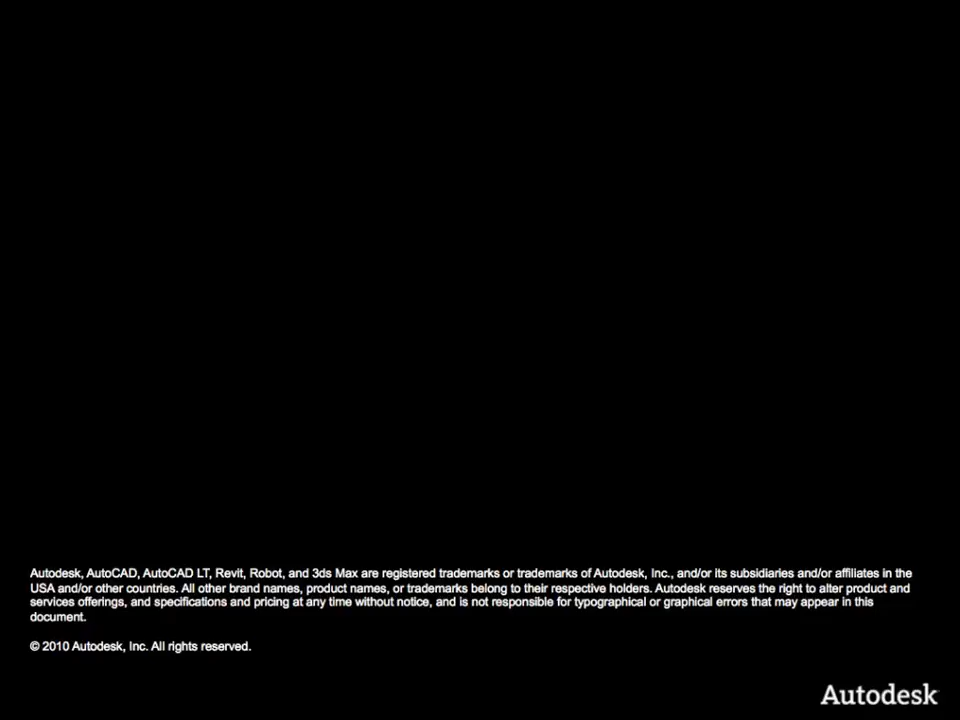 Autodesk, AutoCAD, AutoCAD LT, Revit, Robot, and 3ds Max are registered trademarks or trademarks of Autodesk, Inc., and/or its subsidiaries and/or affiliates in the
USA and/or other countries. All other brand names, product names, or trademarks belong to their respective holders. Autodesk reserves the right to alter product and
services offerings, and specifications and pricing at any time without notice, and is not responsible for typographical or graphical errors that may appear in this
document.
© 2010 Autodesk, Inc. All rights reserved.
Autodesk